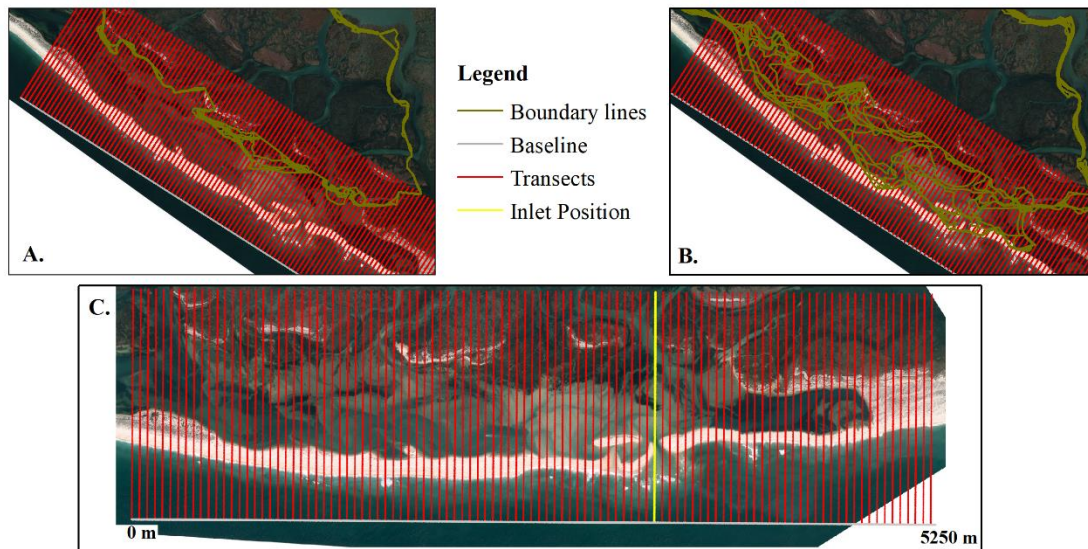 Legend
Boundary lines
Baseline
Transects
Inlet Position
A.
B.
C.
0 m
5250 m